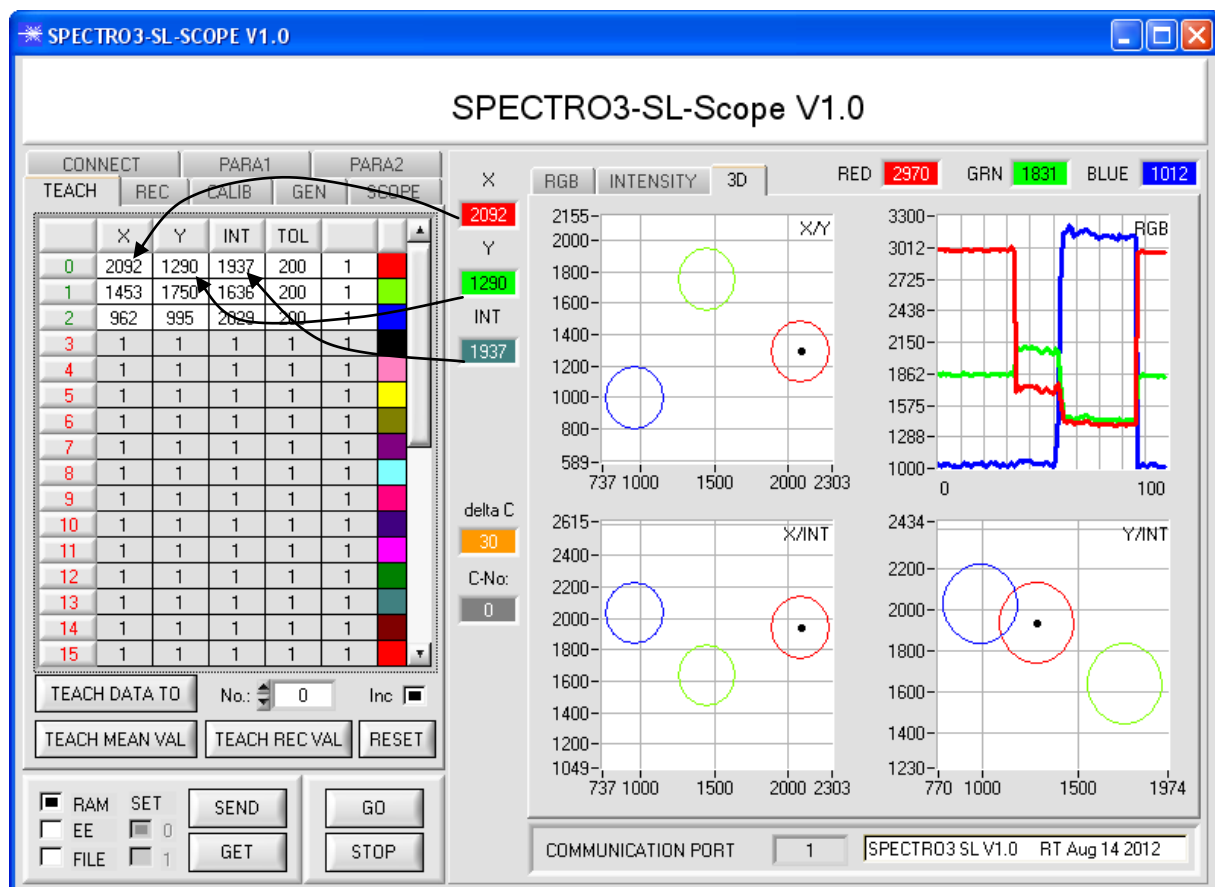 SPECTRO3-SL-SCOPE V1.0
SPECTRO3-SL-Scope V1.0
CONNECT PARA1 PARA2
TEACH REC CALIB GEN SCOPE
X Y INT TOL
0 2092 1290 1937 200 1
1 1453 1750 1636 200 1
2 962 995 2029 200 1
3 1 1 1 1 1
4 1 1 1 1 1
5 1 1 1 1 1
6 1 1 1 1 1
7 1 1 1 1 1
8 1 1 1 1 1
9 1 1 1 1 1
10 1 1 1 1 1
11 1 1 1 1 1
12 1 1 1 1 1
13 1 1 1 1 1
14 1 1 1 1 1
15 1 1 1 1 1
TEACH DATA TO No.: 0 Inc
TEACH MEAN VAL TEACH REC VAL RESET
RAM SET SEND GO
EE 0
FILE 1 GET STOP
X
2092
Y
1290
INT
1937
delta C
30
C-No:
0
RGB INTENSITY 3D RED 2970 GRN 1831 BLUE 1012
X/Y
2155
2000
1800
1600
1400
1200
1000
800
589
737 1000 1500 2000 2303
RGB
3300
3012
2725
2438
2150
1862
1575
1288
1000
0 100
X/INT
2615
2400
2200
2000
1800
1600
1400
1200
1049
737 1000 1500 2000 2303
Y/INT
2434
2200
2000
1800
1600
1400
1230
770 1000 1500 1974
COMMUNICATION PORT 1 SPECTRO3 SL V1.0 RT Aug 14 2012